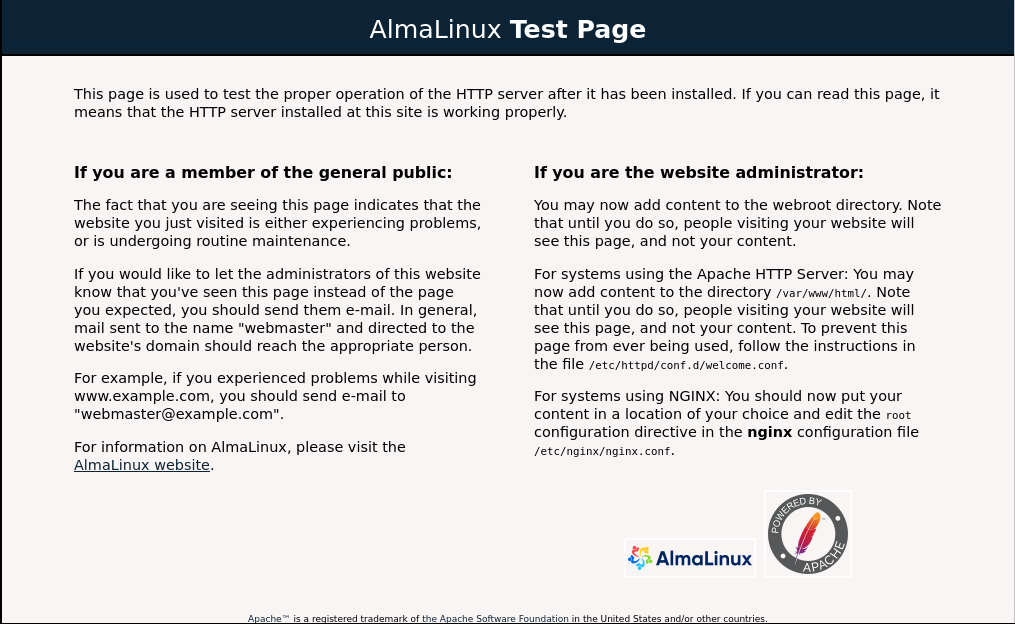 AlmaLinux Test Page
This page is used to test the proper operation of the HTTP server after it has been installed. If you can read this page, it
means that the HTTP server installed at this site is working properly.
If you are a member of the general public:
The fact that you are seeing this page indicates that the
website you just visited is either experiencing problems,
or is undergoing routine maintenance.
If you would like to let the administrators of this website
know that you've seen this page instead of the page
you expected, you should send them e-mail. In general,
mail sent to the name "webmaster" and directed to the
website's domain should reach the appropriate person.
For example, if you experienced problems while visiting
www.example.com, you should send e-mail to
"webmaster@example.com".
For information on AlmaLinux, please visit the
AlmaLinux website.
If you are the website administrator:
You may now add content to the webroot directory. Note
that until you do so, people visiting your website will
see this page, and not your content.
For systems using the Apache HTTP Server: You may
now add content to the directory /var/www/html/. Note
that until you do so, people visiting your website will
see this page, and not your content. To prevent this
page from ever being used, follow the instructions in
the file /etc/httpd/conf.d/welcome.conf.
For systems using NGINX: You should now put your
content in a location of your choice and edit the root
configuration directive in the nginx configuration file
/etc/nginx/nginx.conf.
AlmaLinux
POWERED BY
APACHE
Apache™ is a registered trademark of the Apache Software Foundation in the United States and/or other countries.